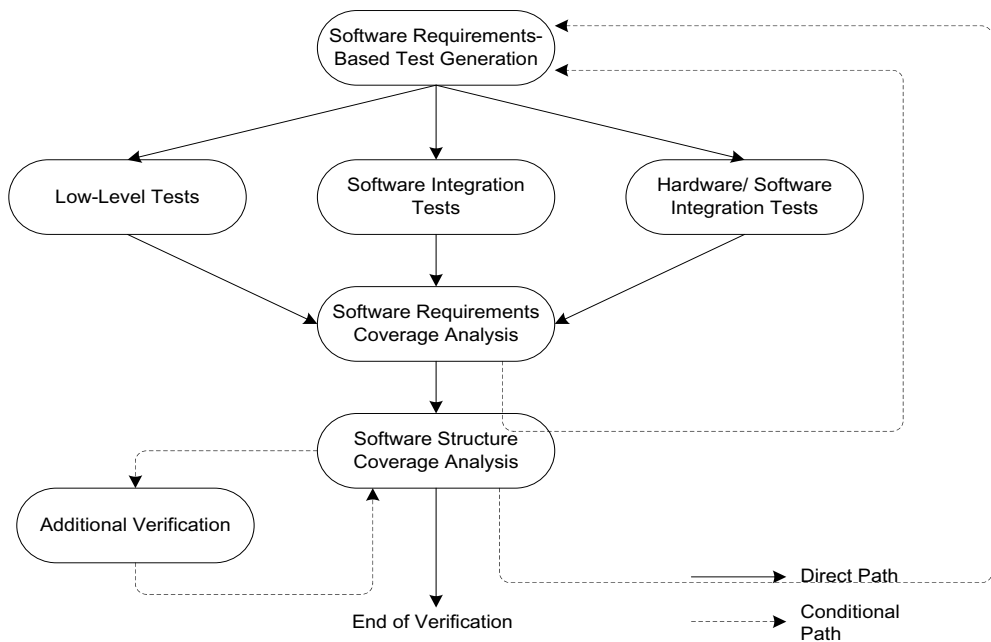 Software Requirements-
Based Test Generation
Low-Level Tests
Software Integration
Tests
Hardware/ Software
Integration Tests
Software Requirements
Coverage Analysis
Software Structure
Coverage Analysis
Additional Verification
End of Verification
Direct Path
Conditional
Path